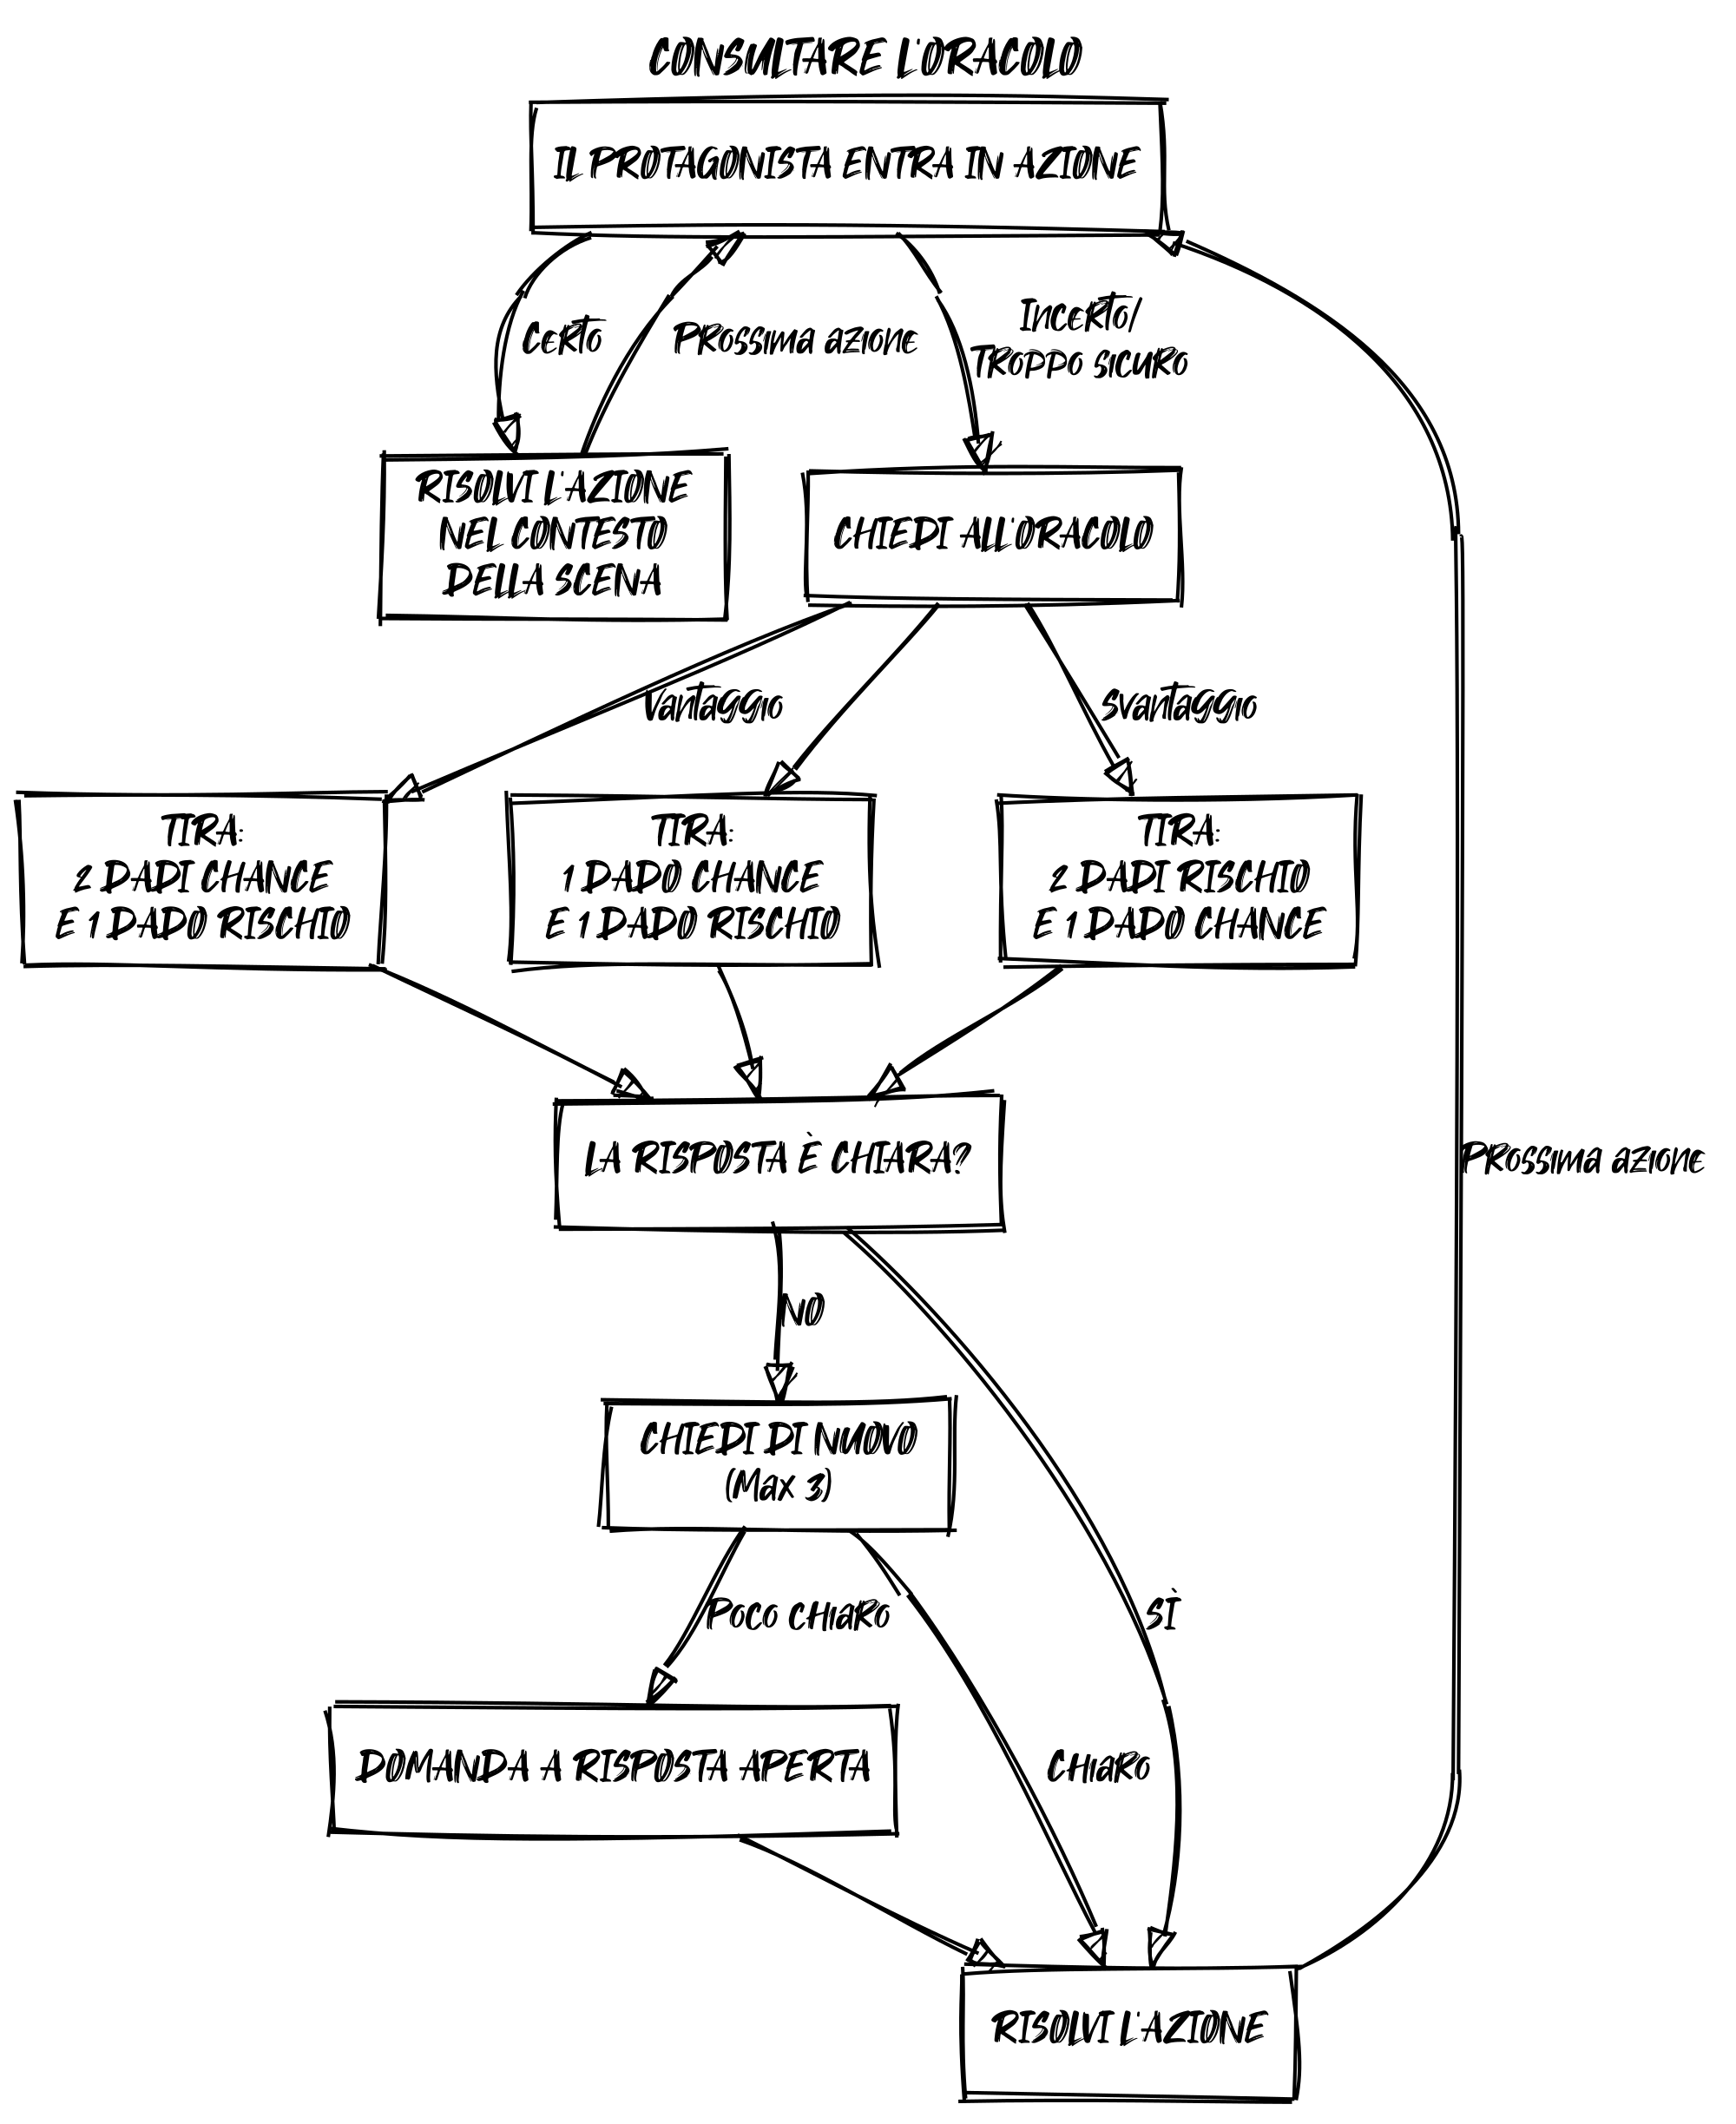 CONSULTARE L'ORACOLO
IL PROTAGONISTA ENTRA IN AZIONE
Certo
Prossima azione
Incerto/
Troppo sicuro
RISOLVI L'AZIONE
NEL CONTESTO
DELLA SCENA
CHIEDI ALL'ORACOLO
Vantaggio
Svantaggio
TIRA:
2 DADI CHANCE
E 1 DADO RISCHIO
TIRA:
1 DADO CHANCE
E 1 DADO RISCHIO
TIRA:
2 DADI RISCHIO
E 1 DADO CHANCE
LA RISPOSTA È CHIARA?
Prossima azione
NO
CHIEDI DI NUOVO
(Max 3)
Poco chiaro
SÌ
DOMANDA A RISPOSTA APERTA
Chiaro
RISOLVI L'AZIONE